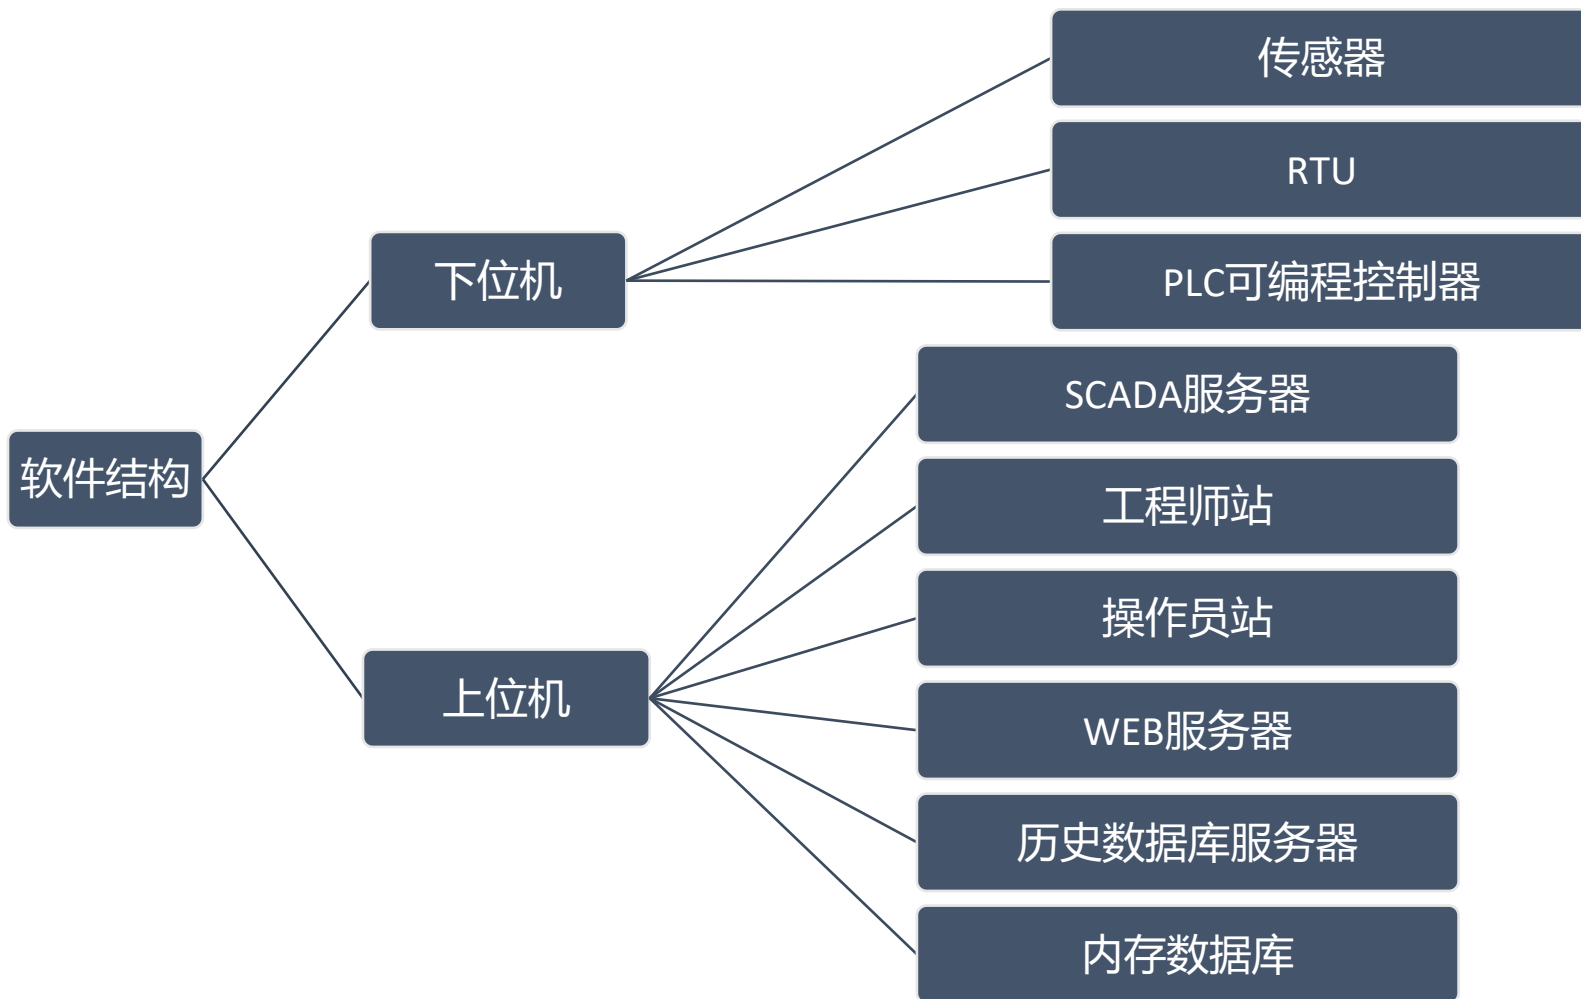 软件结构
下位机
传感器
RTU
PLC可编程控制器
上位机
SCADA服务器
工程师站
操作员站
WEB服务器
历史数据库服务器
内存数据库